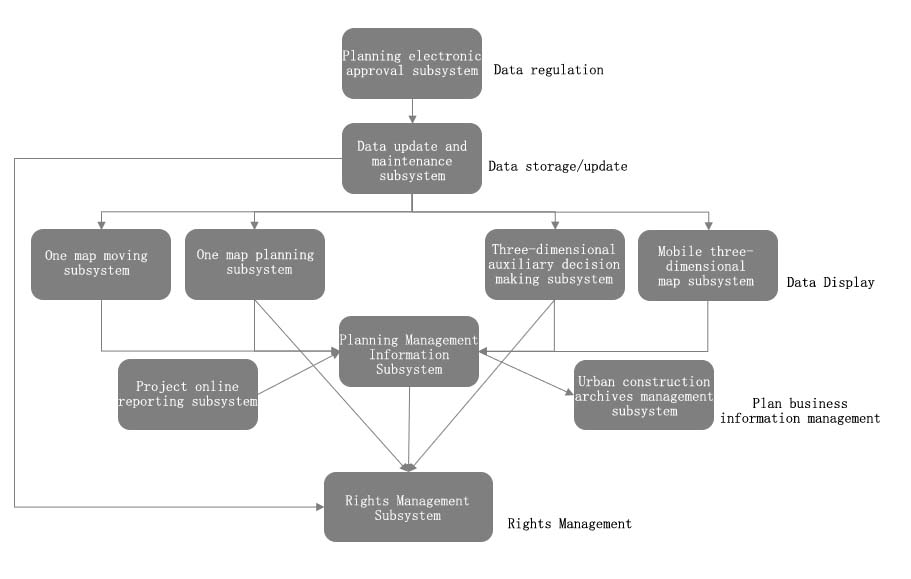 Planning electronic
approval subsystem
Data regulation
Data update and
maintenance
subsystem
Data storage/update
One map moving
subsystem
One map planning
subsystem
Three-dimensional
auxiliary decision
making subsystem
Mobile three-
dimensional
map subsystem
Data Display
Planning Management
Information
Subsystem
Project online
reporting subsystem
Urban construction
archives management
subsystem
Plan business
information management
Rights Management
Subsystem
Rights Management